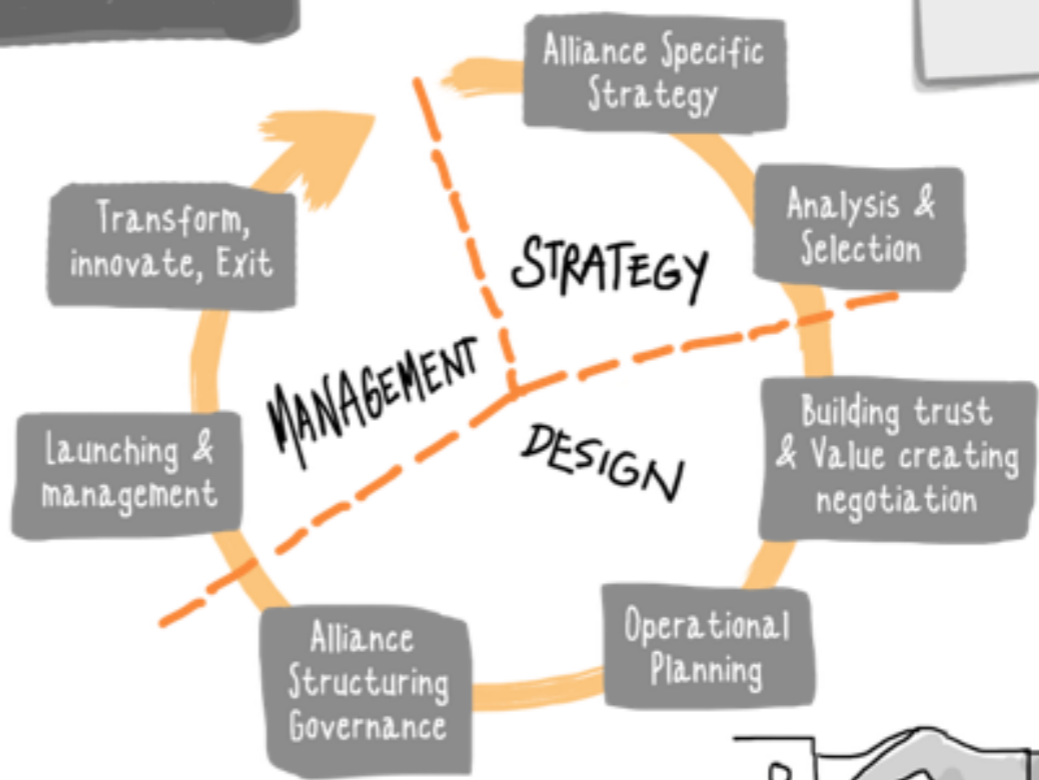 Alliance Specific
Strategy
Analysis &
Selection
Building trust
& Value creating
negotiation
Operational
Planning
Alliance
Structuring
Governance
Launching &
management
Transform,
innovate, Exit
STRATEGY
DESIGN
MANAGEMENT